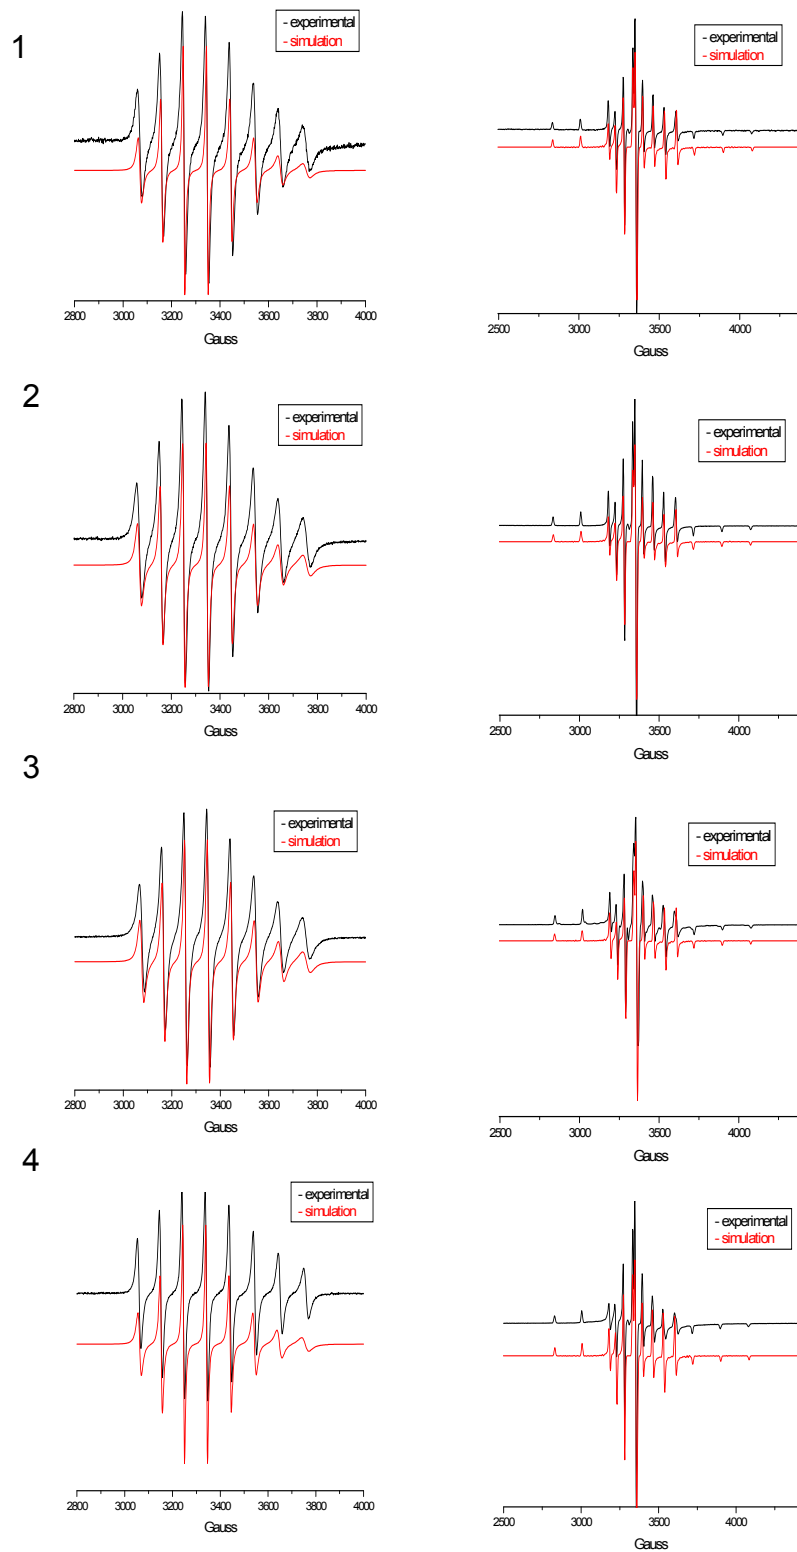 1
- experimental
- simulation
- experimental
- simulation
2800 3000 3200 3400 3600 3800 4000
Gauss
2500 3000 3500 4000
Gauss
2
- experimental
- simulation
- experimental
- simulation
2800 3000 3200 3400 3600 3800 4000
Gauss
2500 3000 3500 4000
Gauss
3
- experimental
- simulation
- experimental
- simulation
2800 3000 3200 3400 3600 3800 4000
Gauss
2500 3000 3500 4000
Gauss
4
- experimental
- simulation
- experimental
- simulation
2800 3000 3200 3400 3600 3800 4000
Gauss
2500 3000 3500 4000
Gauss